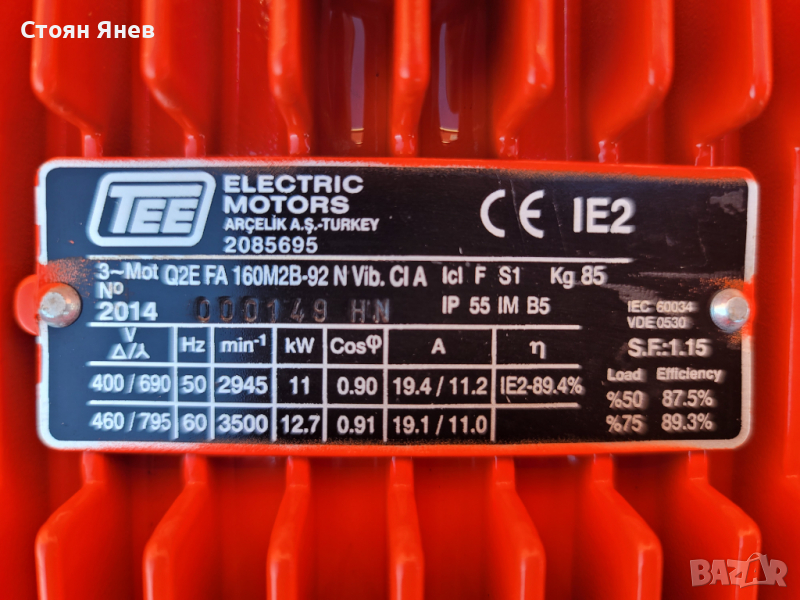 Стоян Янев
TEE ELECTRIC
MOTORS
ARÇELİK A.Ş.-TURKEY
2085695
CE IE2
3~Mot Q2E FA 160M2B-92 N Vib. Cl A Icl F S1 Kg 85
Nº
2014 000149 HN IP 55 IM B5
IEC 60034
VDE 0530
V Δ/⅄ Hz min⁻¹ kW Cosφ A η S.F.:1.15
400 / 690 50 2945 11 0.90 19.4 / 11.2 IE2-89.4%
460 / 795 60 3500 12.7 0.91 19.1 / 11.0
Load Efficiency
%50 87.5%
%75 89.3%
BAZAR